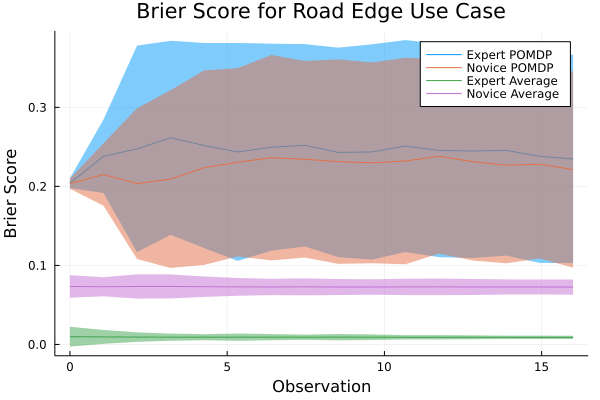 Brier Score for Road Edge Use Case
Expert POMDP
Novice POMDP
Expert Average
Novice Average
Brier Score
0.3
0.2
0.1
0.0
0
5
10
15
Observation